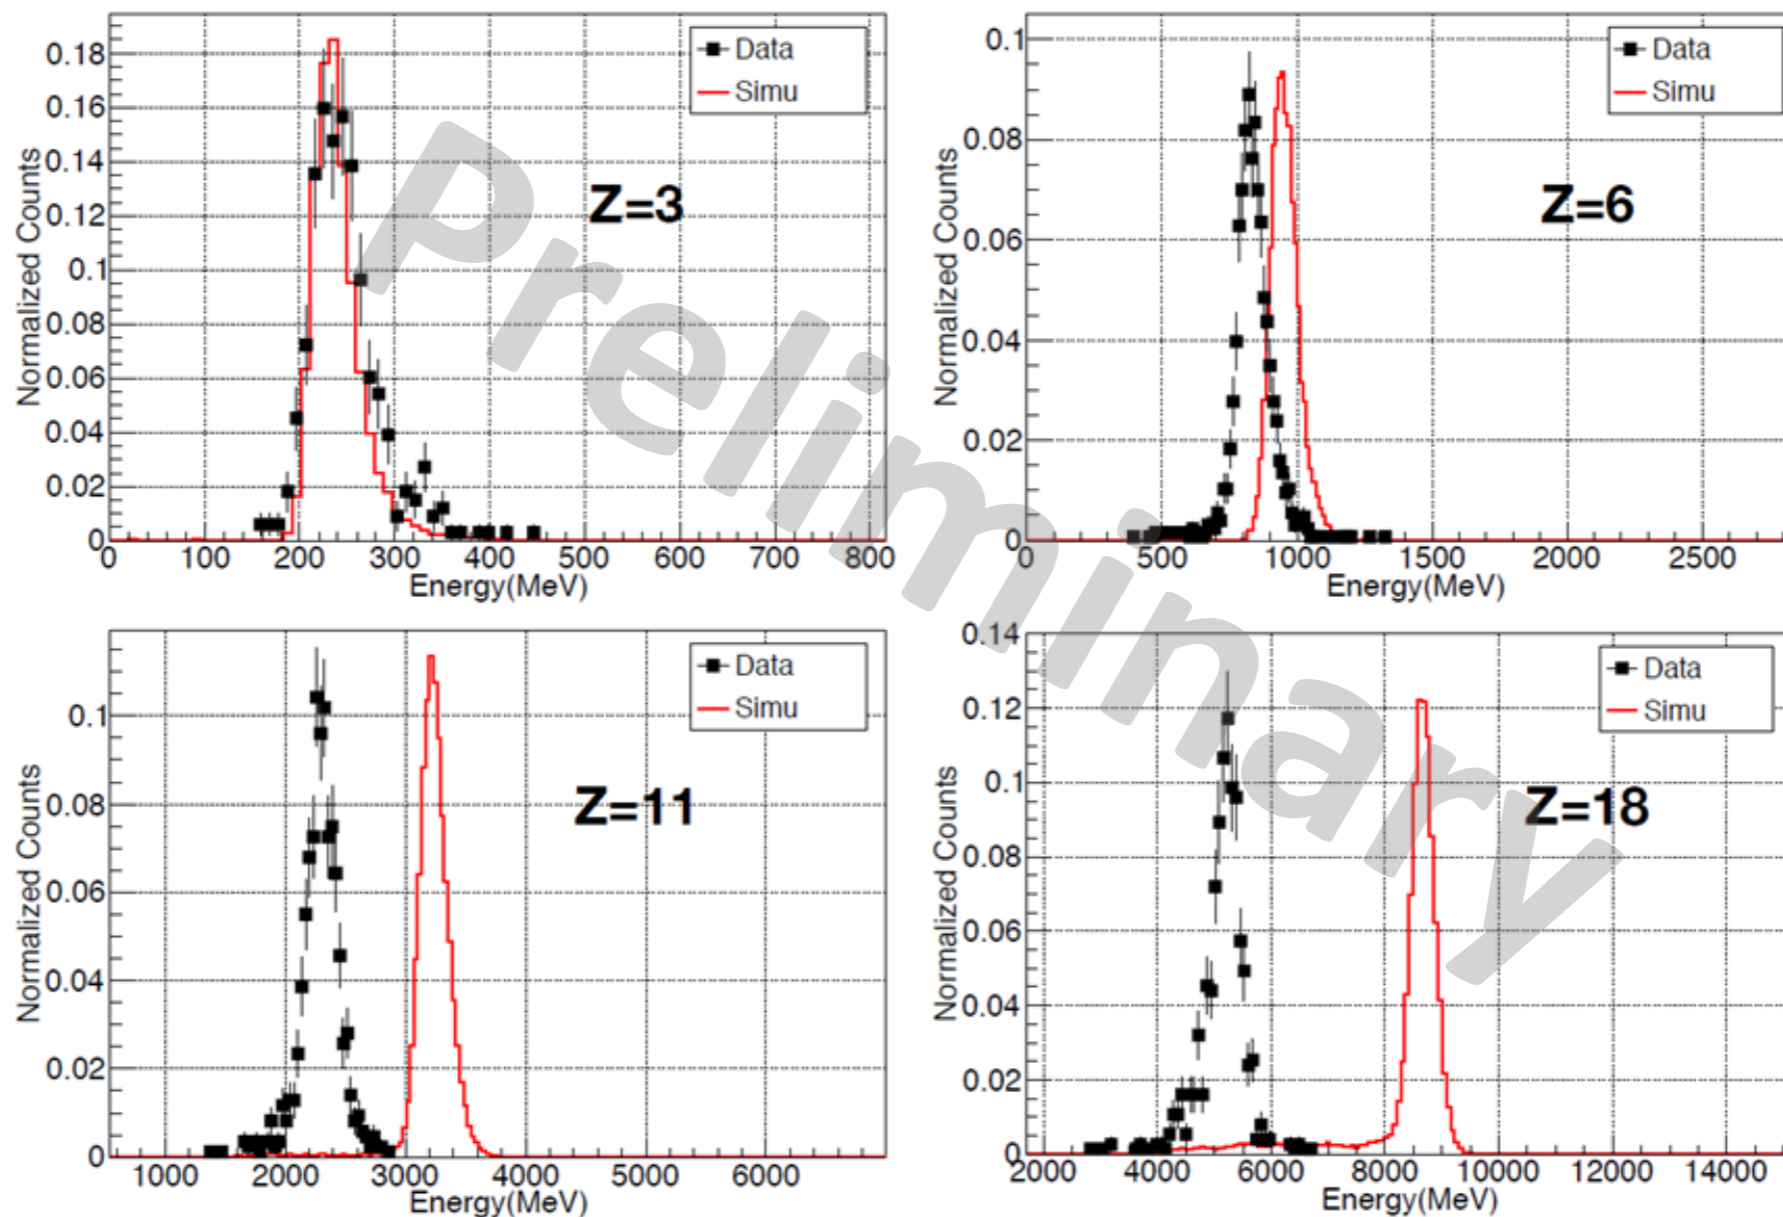 0.18
0.16
0.14
0.12
0.1
0.08
0.06
0.04
0.02
0
Normalized Counts
Data
Simu
Z=3
0 100 200 300 400 500 600 700 800
Energy(MeV)
0.1
0.08
0.06
0.04
0.02
0
Normalized Counts
Data
Simu
Z=6
0 500 1000 1500 2000 2500
Energy(MeV)
0.1
0.08
0.06
0.04
0.02
0
Normalized Counts
Data
Simu
Z=11
1000 2000 3000 4000 5000 6000
Energy(MeV)
0.14
0.12
0.1
0.08
0.06
0.04
0.02
0
Normalized Counts
Data
Simu
Z=18
2000 4000 6000 8000 10000 12000 14000
Energy(MeV)
Preliminary